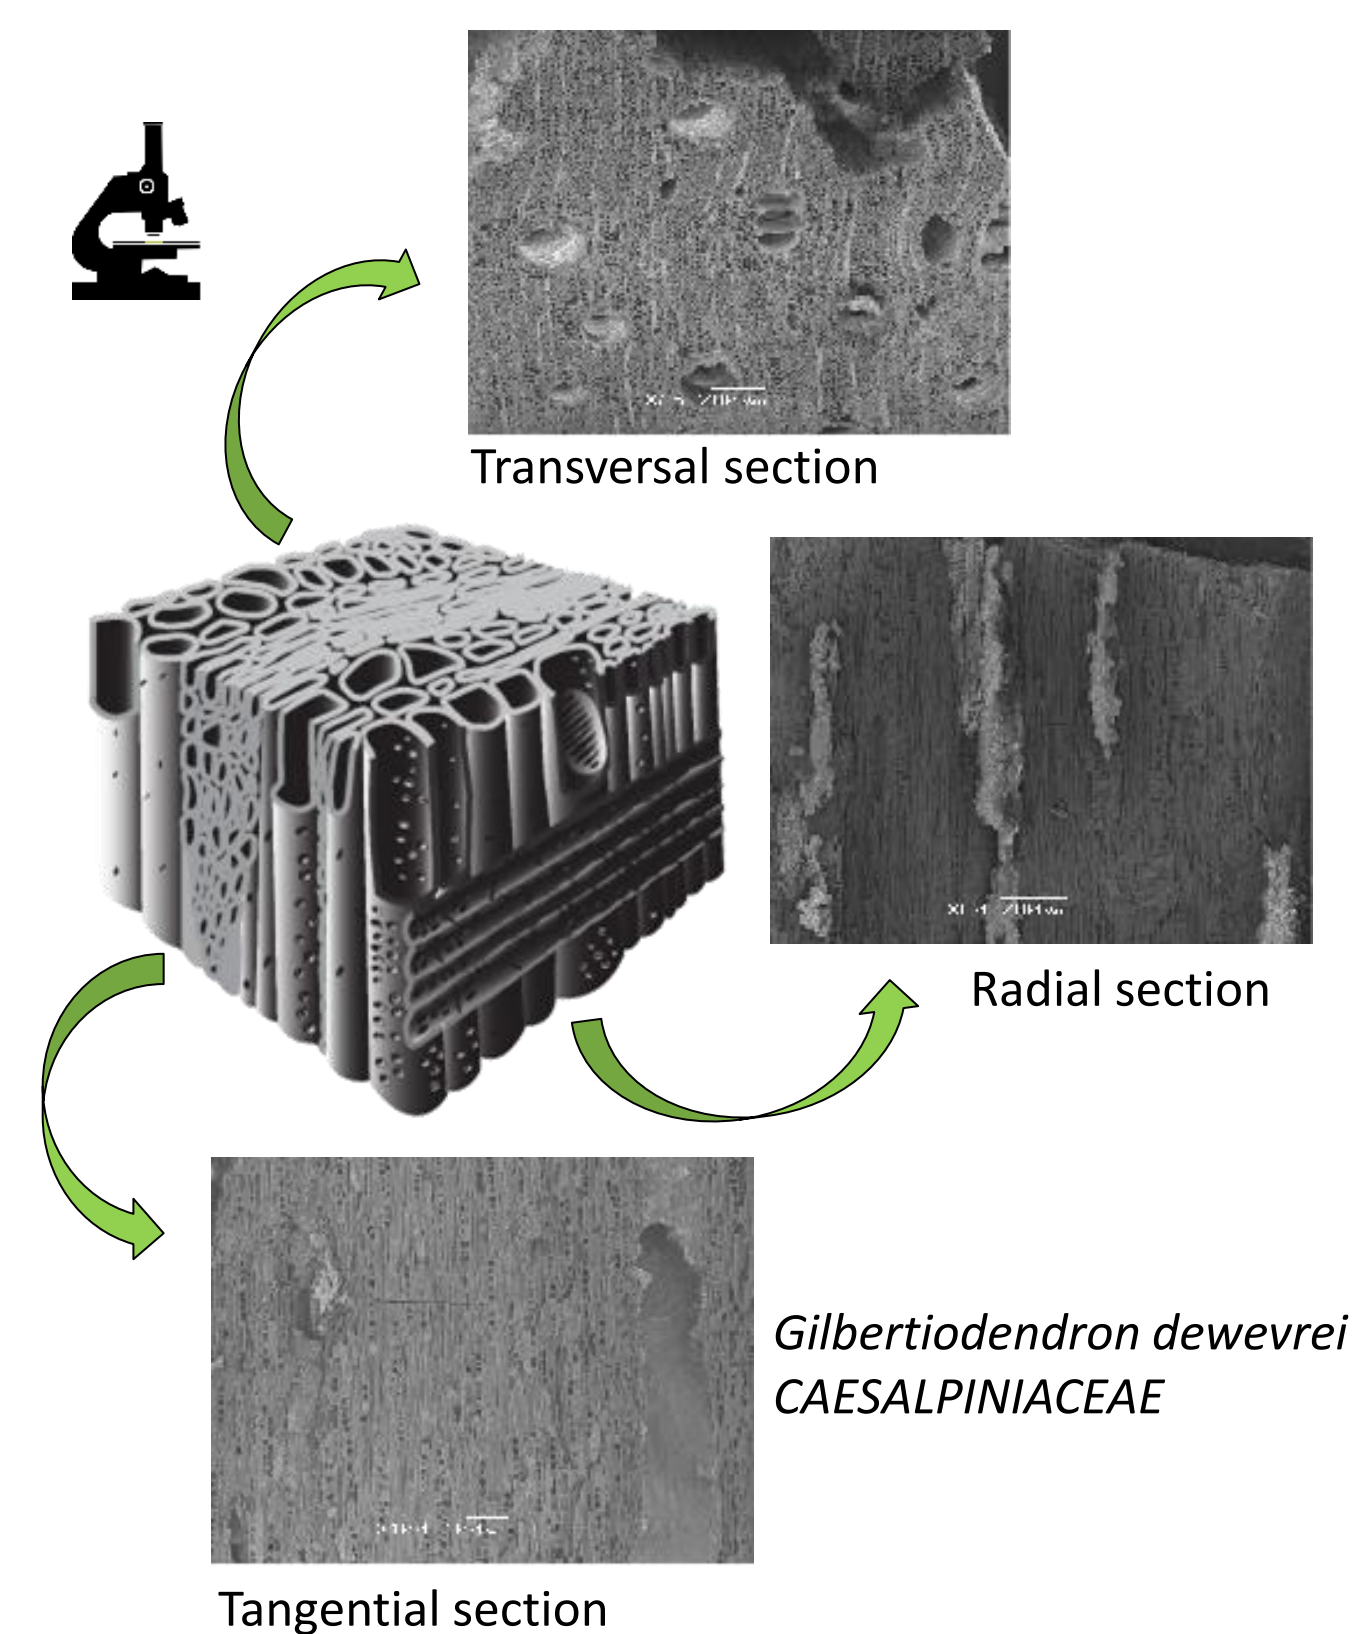 Transversal section
Radial section
Gilbertiodendron dewevrei
CAESALPINIACEAE
Tangential section